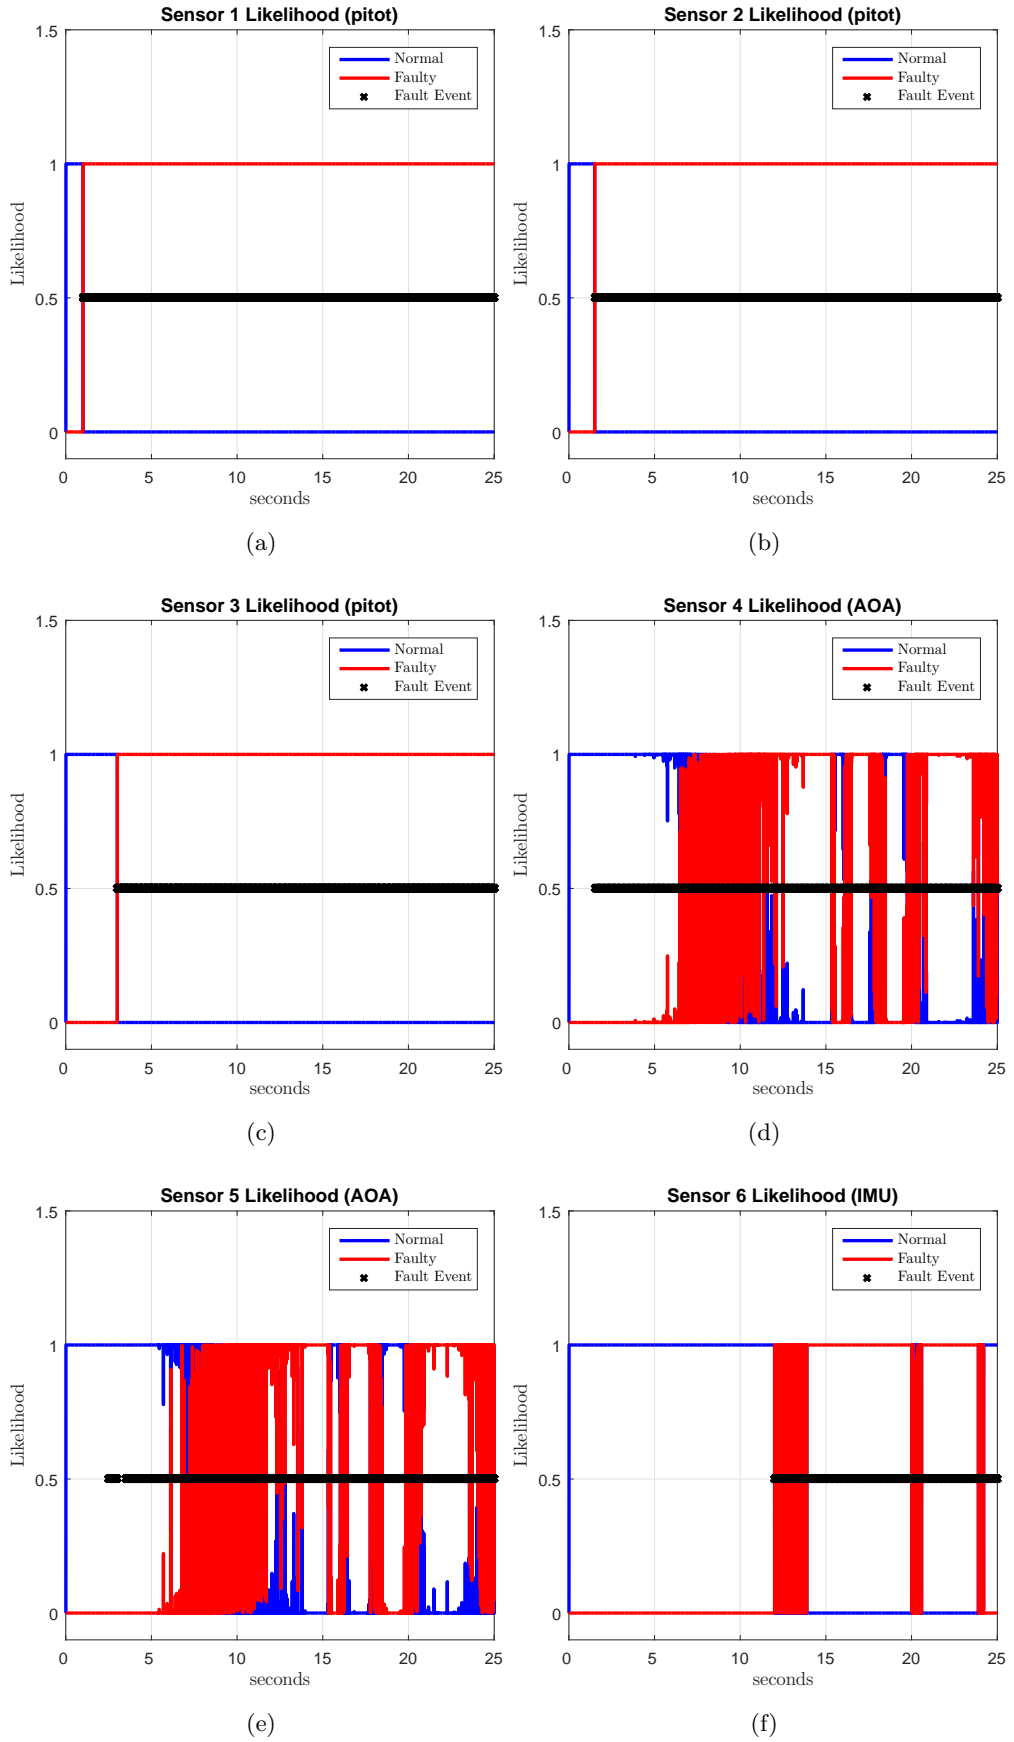 Sensor 1 Likelihood (pitot)
1.5
Normal
Faulty
Fault Event
1
Likelihood
0.5
0
0 5 10 15 20 25
seconds
(a)
Sensor 2 Likelihood (pitot)
1.5
Normal
Faulty
Fault Event
1
Likelihood
0.5
0
0 5 10 15 20 25
seconds
(b)
Sensor 3 Likelihood (pitot)
1.5
Normal
Faulty
Fault Event
1
Likelihood
0.5
0
0 5 10 15 20 25
seconds
(c)
Sensor 4 Likelihood (AOA)
1.5
Normal
Faulty
Fault Event
1
Likelihood
0.5
0
0 5 10 15 20 25
seconds
(d)
Sensor 5 Likelihood (AOA)
1.5
Normal
Faulty
Fault Event
1
Likelihood
0.5
0
0 5 10 15 20 25
seconds
(e)
Sensor 6 Likelihood (IMU)
1.5
Normal
Faulty
Fault Event
1
Likelihood
0.5
0
0 5 10 15 20 25
seconds
(f)